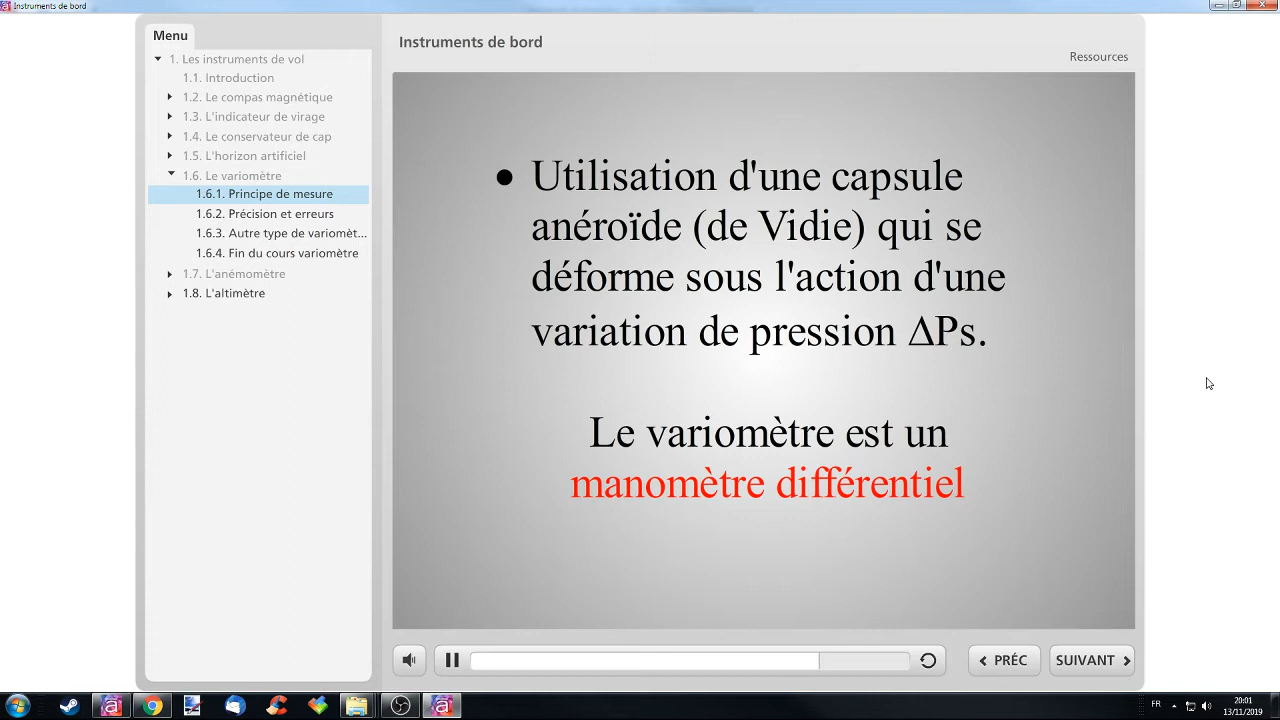 Instruments de bord
Menu
1. Les instruments de vol
1.1. Introduction
1.2. Le compas magnétique
1.3. L'indicateur de virage
1.4. Le conservateur de cap
1.5. L'horizon artificiel
1.6. Le variomètre
1.6.1. Principe de mesure
1.6.2. Précision et erreurs
1.6.3. Autre type de variomèt...
1.6.4. Fin du cours variomètre
1.7. L'anémomètre
1.8. L'altimètre
Instruments de bord
Ressources
• Utilisation d'une capsule
anéroïde (de Vidie) qui se
déforme sous l'action d'une
variation de pression ΔPs.
Le variomètre est un
manomètre différentiel
PRÉC
SUIVANT
FR
20:01
13/11/2019